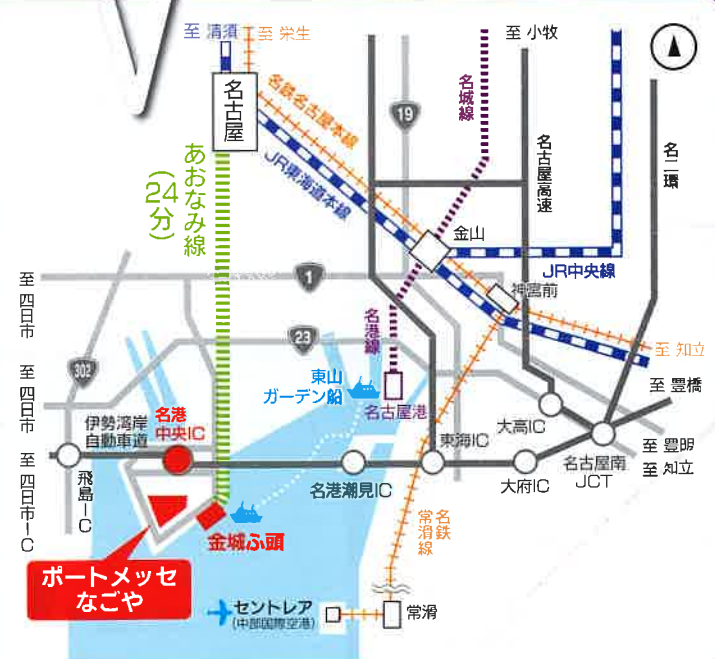 至 清須
至 栄生
至 小牧
名古屋
名鉄名古屋本線
JR東海道本線
19
名城線
名古屋高速
名二環
あおなみ線
(24分)
金山
JR中央線
神宮前
至 四日市
1
名港線
23
至 知立
至 四日市
302
東山
ガーデン船
名古屋港
至 豊橋
伊勢湾岸
自動車道
名港
中央IC
大高IC
東海IC
至 豊明
至 知立
名古屋南
JCT
至 四日市IC
飛島IC
名港潮見IC
大府IC
金城ふ頭
名鉄
常滑線
ポートメッセ
なごや
セントレア
(中部国際空港)
常滑